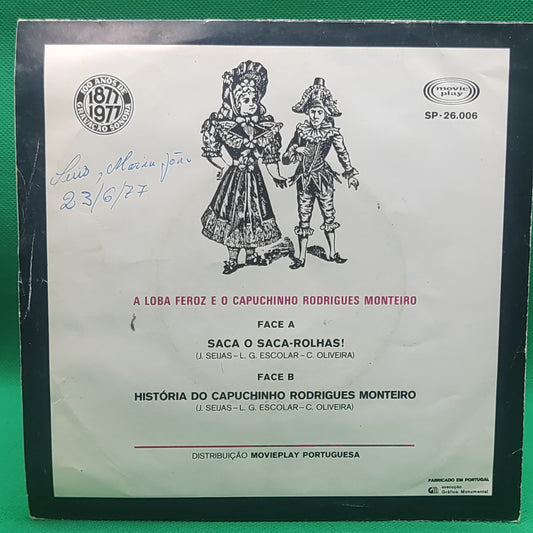 100 ANOS DE
1877
1977
GRAVAÇÃO SONORA
movie
play
SP-26.006
Maria João
23/6/77
A LOBA FEROZ E O CAPUCHINHO RODRIGUES MONTEIRO
FACE A
SACA O SACA-ROLHAS!
(J. SEIJAS – L. G. ESCOLAR – C. OLIVEIRA)
FACE B
HISTÓRIA DO CAPUCHINHO RODRIGUES MONTEIRO
(J. SEIJAS – L. G. ESCOLAR – C. OLIVEIRA)
DISTRIBUIÇÃO MOVIEPLAY PORTUGUESA
FABRICADO EM PORTUGAL
execução
Gráfica Monumental